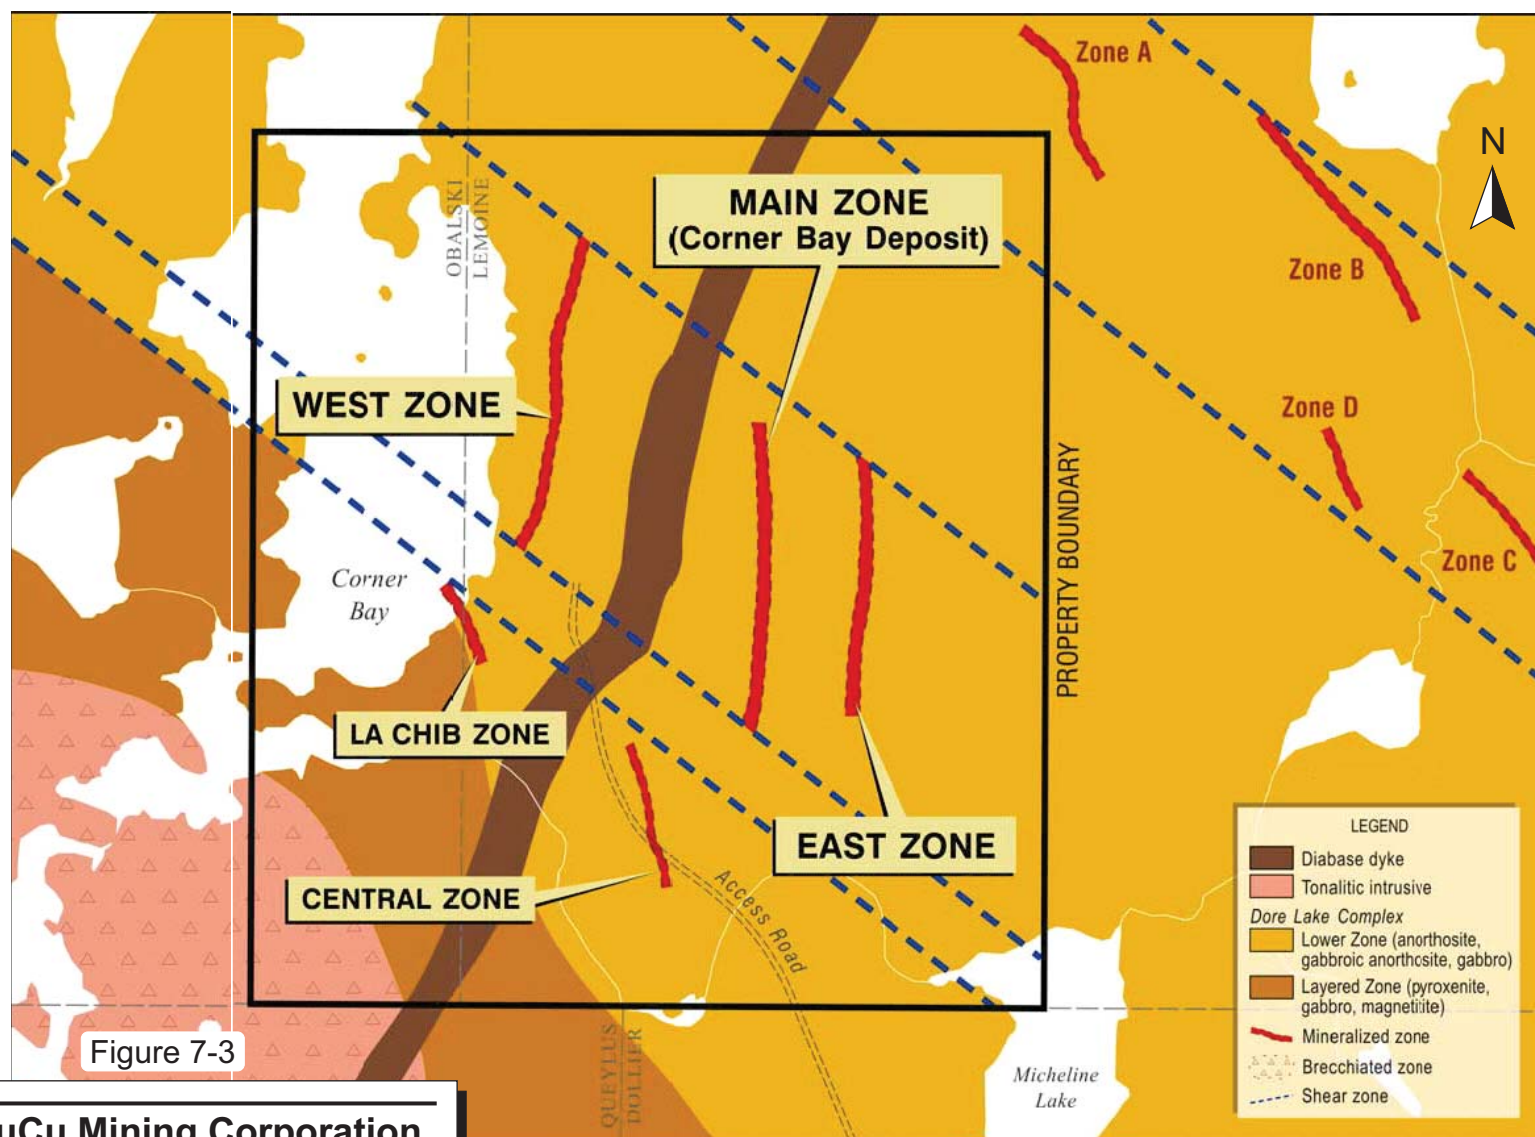 Zone A
N
OBALSKI
LEMOINE
MAIN ZONE
(Corner Bay Deposit)
Zone B
WEST ZONE
Zone D
PROPERTY BOUNDARY
Zone C
Corner
Bay
LA CHIB ZONE
EAST ZONE
CENTRAL ZONE
Access Road
LEGEND
Diabase dyke
Tonalitic intrusive
Dore Lake Complex
Lower Zone (anorthosite,
gabbroic anorthosite, gabbro)
Layered Zone (pyroxenite,
gabbro, magnetitite)
Mineralized zone
Brecchiated zone
Shear zone
QUEYLUS
DOLLIER
Micheline
Lake
Figure 7-3
uCu Mining Corporation